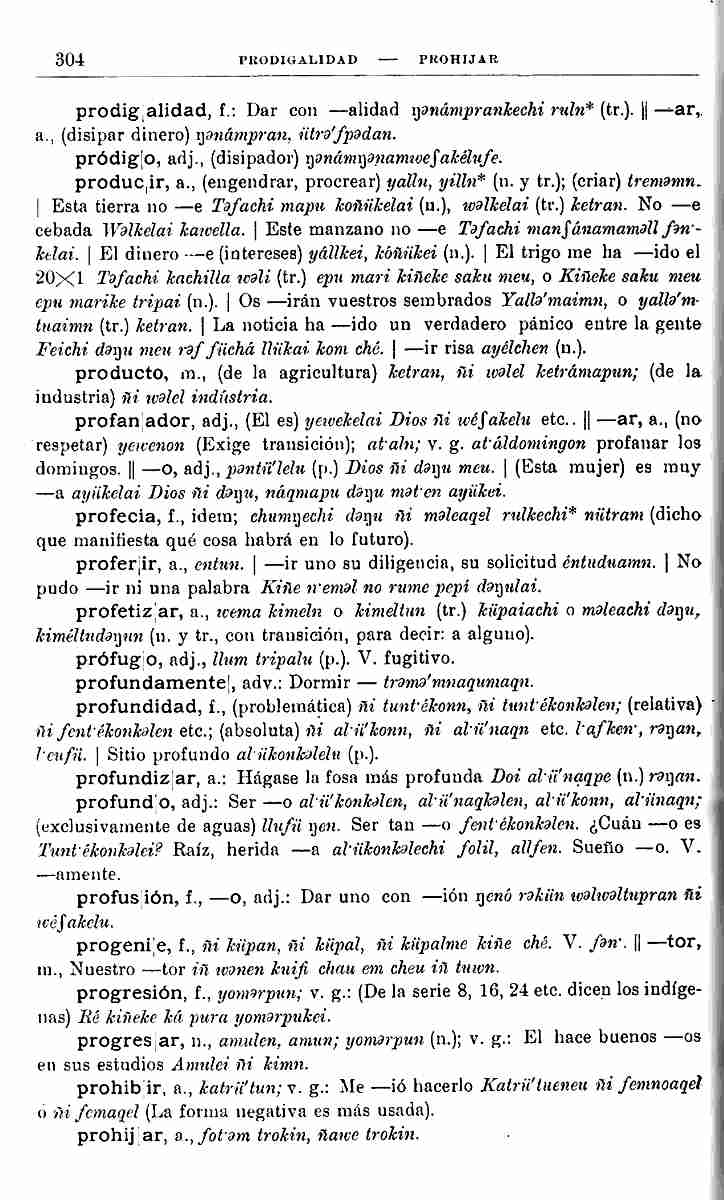 304 PRODIGALIDAD — PROHIJAR
prodig|alidad, f.: Dar con —alidad ŋənámprankechi ruln* (tr.). || —ar,
a., (disipar dinero) ŋənámpran, ütrə'fpədan.
pródig|o, adj., (disipador) ŋənámŋənamweſakélufe.
produc|ir, a., (engendrar, procrear) yalln, yilln* (n. y tr.); (criar) treməmn.
| Esta tierra no —e Təfachi mapu koñükelai (n.), wəlkelai (tr.) ketran. No —e
cebada Wəlkelai kawella. | Este manzano no —e Təfachi manſánamaməll fən·-
kelai. | El dinero —e (intereses) yállkei, kóñükei (n.). | El trigo me ha —ido el
20×1 Təfachi kachilla wəli (tr.) epu mari kiñeke saku meu, o Kiñeke saku meu
epu marike tripai (n.). | Os —irán vuestros sembrados Yallə'maimn, o yallə'm-
tuaimn (tr.) ketran. | La noticia ha —ido un verdadero pánico entre la gente
Feichi dəŋu meu rəf füchá llükai kom ché. | —ir risa ayélchen (n.).
producto, m., (de la agricultura) ketran, ñi wəlel ketrámapun; (de la
industria) ñi wəlel indústria.
profan|ador, adj., (El es) yewekelai Dios ñi wéſakelu etc.. || —ar, a., (no
respetar) yewenon (Exige transición); at·aln; v. g. at·áldomingon profanar los
domingos. || —o, adj., pəntü'lelu (p.) Dios ñi dəŋu meu. | (Esta mujer) es muy
—a ayükelai Dios ñi dəŋu, náqmapu dəŋu mət·en ayükei.
profecia, f., idem; chumŋechi dəŋu ñi məleaqel rulkechi* nütram (dicho
que manifiesta qué cosa habrá en lo futuro).
profer|ir, a., entun. | —ir uno su diligencia, su solicitud éntuduamn. | No
pudo —ir ni una palabra Kiñe n·eməl no rume pepi dəŋulai.
profetiz|ar, a., wema kimeln o kimeltun (tr.) küpaiachi o məleachi dəŋu,
kiméltudəŋun (n. y tr., con transición, para decir: a alguno).
prófug|o, adj., llum tripalu (p.). V. fugitivo.
profundamente|, adv.: Dormir — trəmə'mnaqumaqn.
profundidad, f., (problemática) ñi tunt·ékonn, ñi tunt·ékonkəlen; (relativa)
ñi fent·ékonkəlen etc.; (absoluta) ñi al·ü'konn, ñi al·ü'naqn etc. l·afken·, rəŋan,
l·eufü. | Sitio profundo al·ükonkəlelu (p.).
profundiz|ar, a.: Hágase la fosa más profunda Doi al·ü'naqpe (n.) rəŋan.
profund|o, adj.: Ser —o al·ü'konkəlen, al·ü'naqkəlen, al·ü'konn, al·ünaqn;
(exclusivamente de aguas) llufü ŋen. Ser tan —o fent·ékonkəlen. ¿Cuán —o es
Tunt·ékonkəlei? Raíz, herida —a al·ükonkəlechi folil, allfen. Sueño —o. V.
—amente.
profus|ión, f., —o, adj.: Dar uno con —ión ŋenó rəkün wəlwəltupran ñi
wéſakelu.
progeni|e, f., ñi küpan, ñi küpal, ñi küpalme kiñe ché. V. fən·. || —tor,
m., Nuestro —tor iñ wənen kuifi chau em cheu iñ tuwn.
progresión, f., yomərpun; v. g.: (De la serie 8, 16, 24 etc. dicen los indíge-
nas) Ré kiñeke ká pura yomərpukei.
progres|ar, n., amulen, amun; yomərpun (n.); v. g.: El hace buenos —os
en sus estudios Amulei ñi kimn.
prohib|ir, a., katrü'tun; v. g.: Me —ió hacerlo Katrü'tueneu ñi femnoaqel
ó ñi femaqel (La forma negativa es más usada).
prohij|ar, a., fot·əm trokin, ñawe trokin.